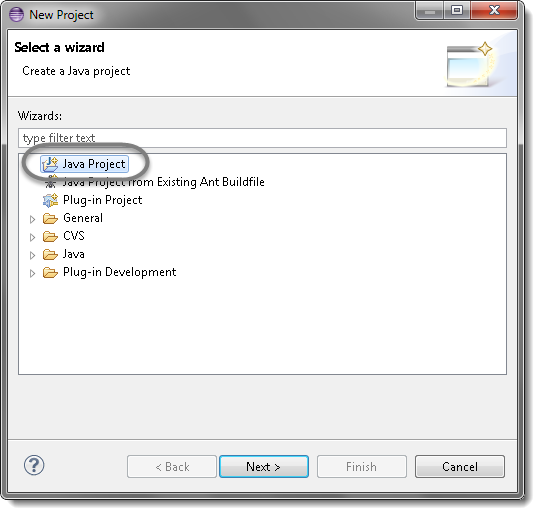 New Project
Select a wizard
Create a Java project
Wizards:
type filter text
Java Project
Java Project from Existing Ant Buildfile
Plug-in Project
General
CVS
Java
Plug-in Development
?
< Back
Next >
Finish
Cancel